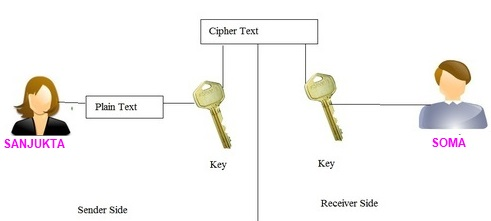 Cipher Text
Plain Text
SANJUKTA
SOMA
Key
Key
Sender Side
Receiver Side